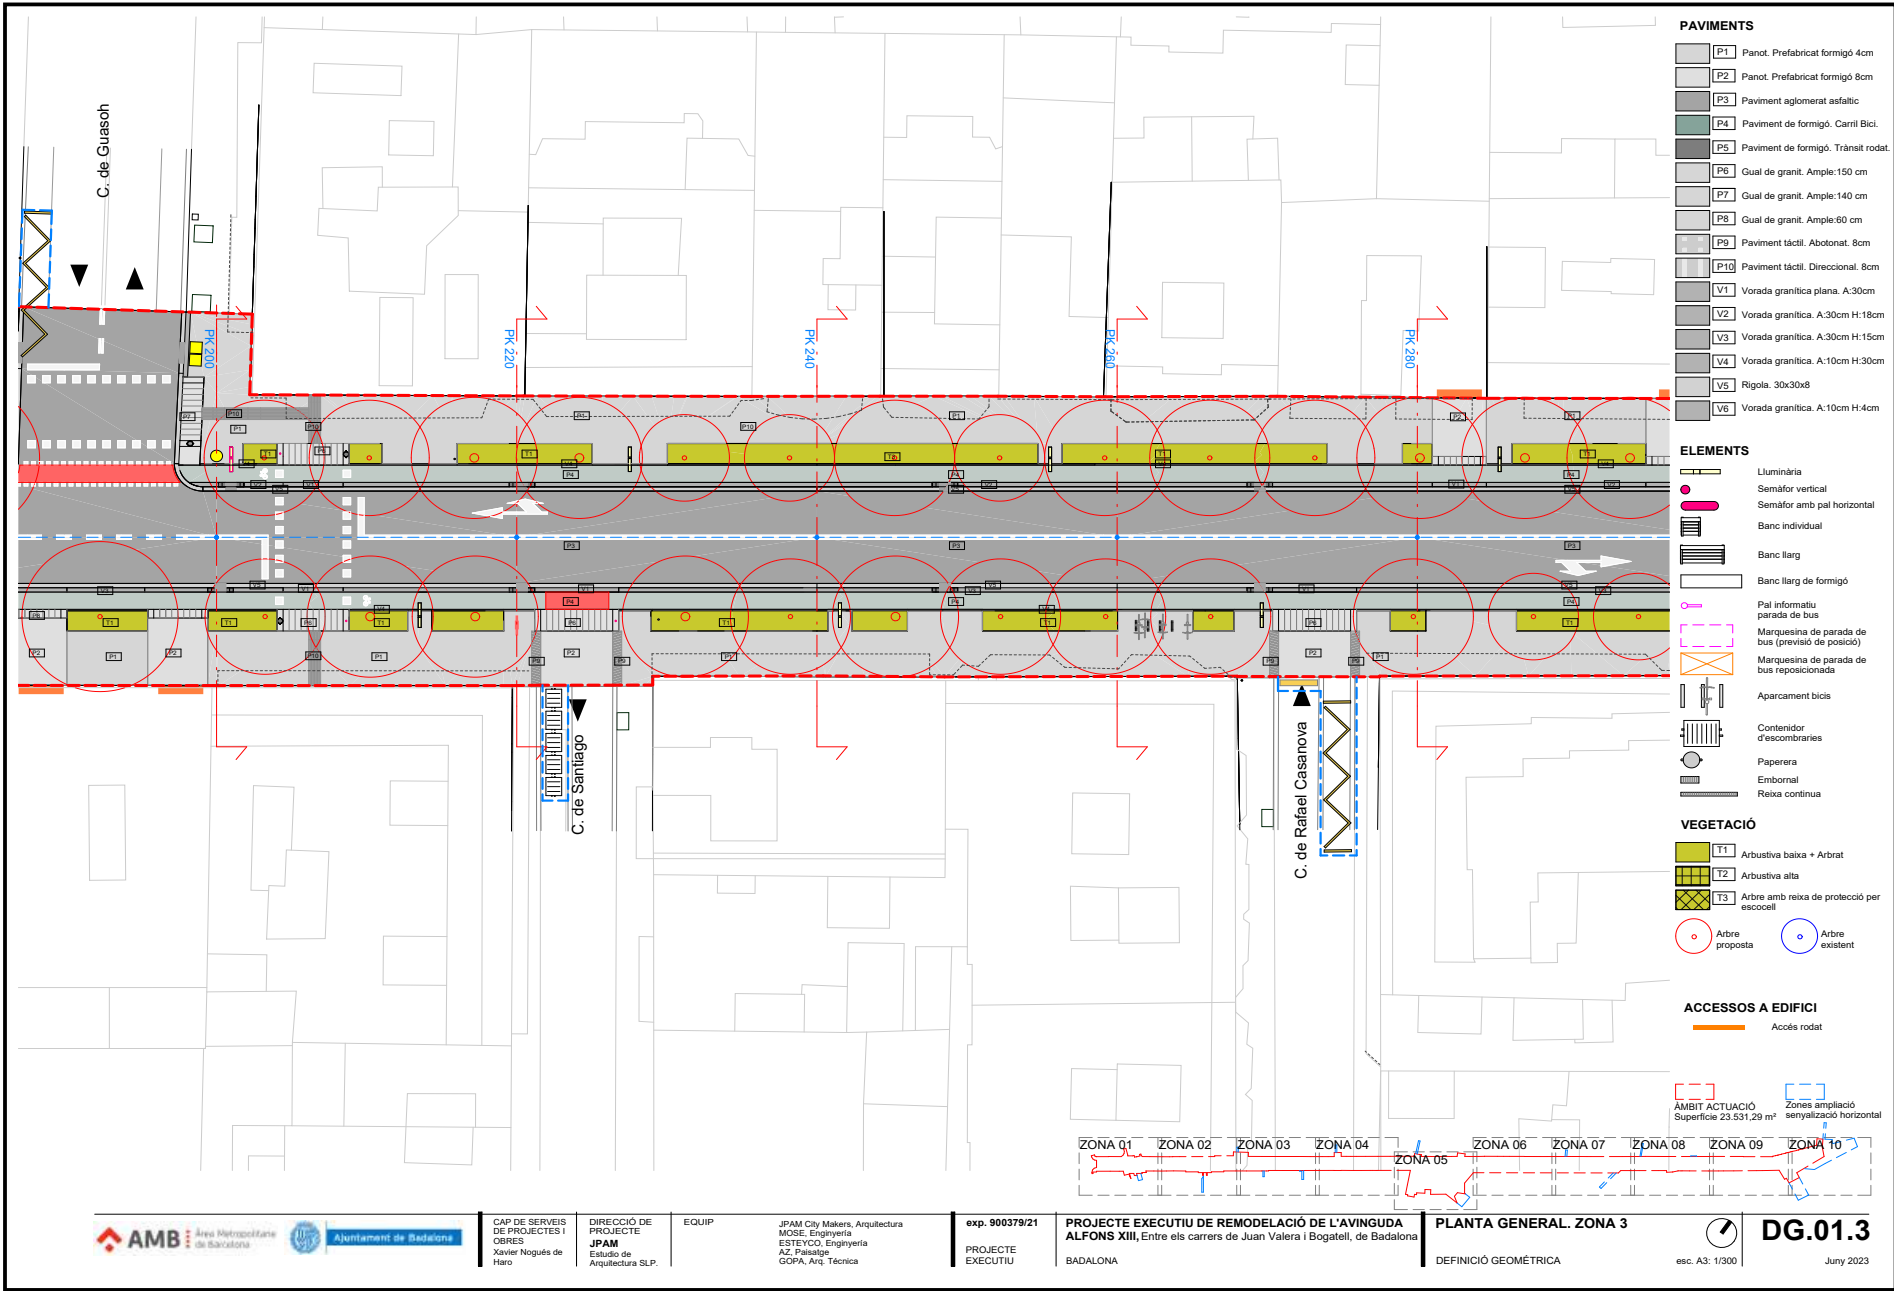 C. de Guasoh
PK 200
PK 220
PK 240
PK 260
PK 280
C. de Santiago
C. de Rafael Casanova
PAVIMENTS
P1 Panot. Prefabricat formigó 4cm
P2 Panot. Prefabricat formigó 8cm
P3 Paviment aglomerat asfaltic
P4 Paviment de formigó. Carril Bici.
P5 Paviment de formigó. Trànsit rodat.
P6 Gual de granit. Ample:150 cm
P7 Gual de granit. Ample:140 cm
P8 Gual de granit. Ample:60 cm
P9 Paviment táctil. Abotonat. 8cm
P10 Paviment táctil. Direccional. 8cm
V1 Vorada granítica plana. A:30cm
V2 Vorada granítica. A:30cm H:18cm
V3 Vorada granítica. A:30cm H:15cm
V4 Vorada granítica. A:10cm H:30cm
V5 Rigola. 30x30x8
V6 Vorada granítica. A:10cm H:4cm
ELEMENTS
Lluminària
Semàfor vertical
Semàfor amb pal horizontal
Banc individual
Banc llarg
Banc llarg de formigó
Pal informatiu
parada de bus
Marquesina de parada de
bus (previsió de posició)
Marquesina de parada de
bus reposicionada
Aparcament bicis
Contenidor
d'escombraries
Paperera
Embornal
Reixa continua
VEGETACIÓ
T1 Arbustiva baixa + Arbrat
T2 Arbustiva alta
T3 Arbre amb reixa de protecció per
escocell
Arbre
proposta
Arbre
existent
ACCESSOS A EDIFICI
Accés rodat
ÀMBIT ACTUACIÓ
Superfície 23.531,29 m²
Zones ampliació
senyalizació horizontal
ZONA 01
ZONA 02
ZONA 03
ZONA 04
ZONA 05
ZONA 06
ZONA 07
ZONA 08
ZONA 09
ZONA 10
AMB
Àrea Metropolitana
de Barcelona
Ajuntament de Badalona
CAP DE SERVEIS
DE PROJECTES I
OBRES
Xavier Nogués de
Haro
DIRECCIÓ DE
PROJECTE
JPAM
Estudio de
Arquitectura SLP.
EQUIP
JPAM City Makers, Arquitectura
MOSE, Enginyería
ESTEYCO, Enginyería
AZ, Paisatge
GOPA, Arq. Técnica
exp. 900379/21
PROJECTE
EXECUTIU
PROJECTE EXECUTIU DE REMODELACIÓ DE L'AVINGUDA
ALFONS XIII, Entre els carrers de Juan Valera i Bogatell, de Badalona
BADALONA
PLANTA GENERAL. ZONA 3
DEFINICIÓ GEOMÉTRICA
esc. A3: 1/300
DG.01.3
Juny 2023